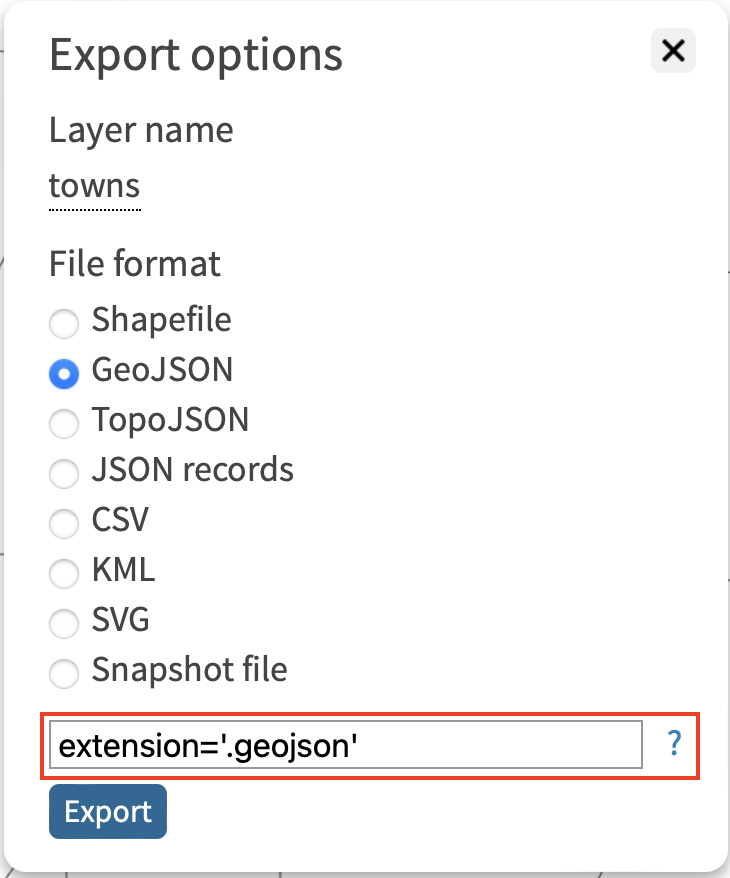 Export options
Layer name
towns
File format
Shapefile
GeoJSON
TopoJSON
JSON records
CSV
KML
SVG
Snapshot file
extension='.geojson' ?
Export